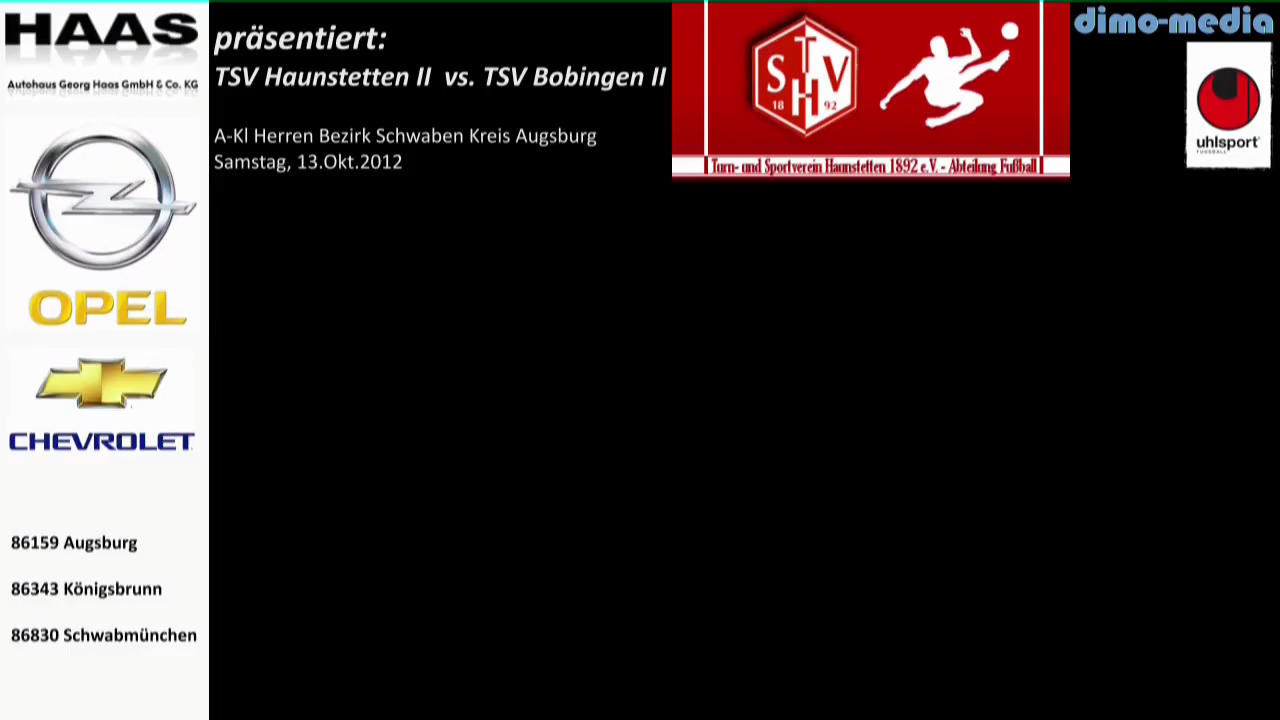 HAAS
Autohaus Georg Haas GmbH & Co. KG
OPEL
CHEVROLET
86159 Augsburg
86343 Königsbrunn
86830 Schwabmünchen
präsentiert:
TSV Haunstetten II vs. TSV Bobingen II
A-Kl Herren Bezirk Schwaben Kreis Augsburg
Samstag, 13.Okt.2012
T
S V
H
18 92
Turn- und Sportverein Haunstetten 1892 e.V. - Abteilung Fußball
dimo-media
uhlsport
FUSSBALL